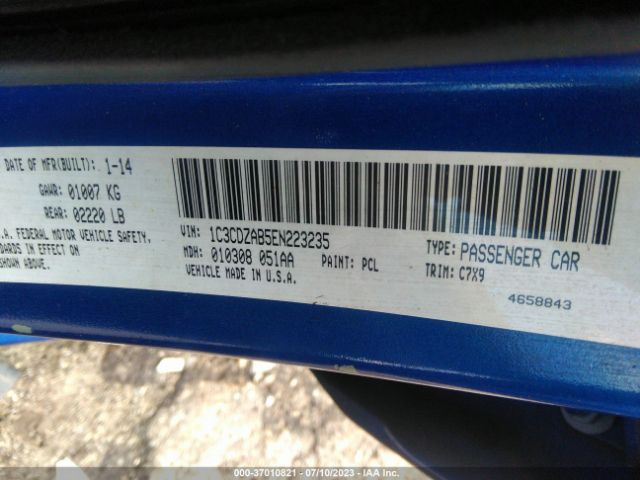 DATE OF MFR(BUILT): 1-14
GAWR: 01007 KG
REAR: 02220 LB
.A. FEDERAL MOTOR VEHICLE SAFETY,
DARDS IN EFFECT ON
SHOWN ABOVE.
VIN: 1C3CDZAB5EN223235
MDH: 010308 051AA PAINT: PCL
VEHICLE MADE IN U.S.A.
TYPE: PASSENGER CAR
TRIM: C7X9
4658843
000-37010821 - 07/10/2023 - IAA Inc.